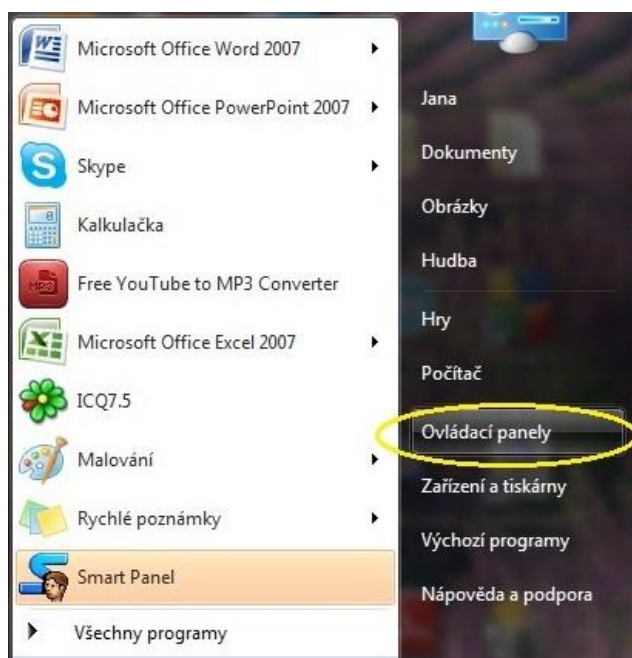 Microsoft Office Word 2007
Microsoft Office PowerPoint 2007
Skype
Kalkulačka
Free YouTube to MP3 Converter
Microsoft Office Excel 2007
ICQ7.5
Malování
Rychlé poznámky
Smart Panel
Všechny programy
Jana
Dokumenty
Obrázky
Hudba
Hry
Počítač
Ovládací panely
Zařízení a tiskárny
Výchozí programy
Nápověda a podpora